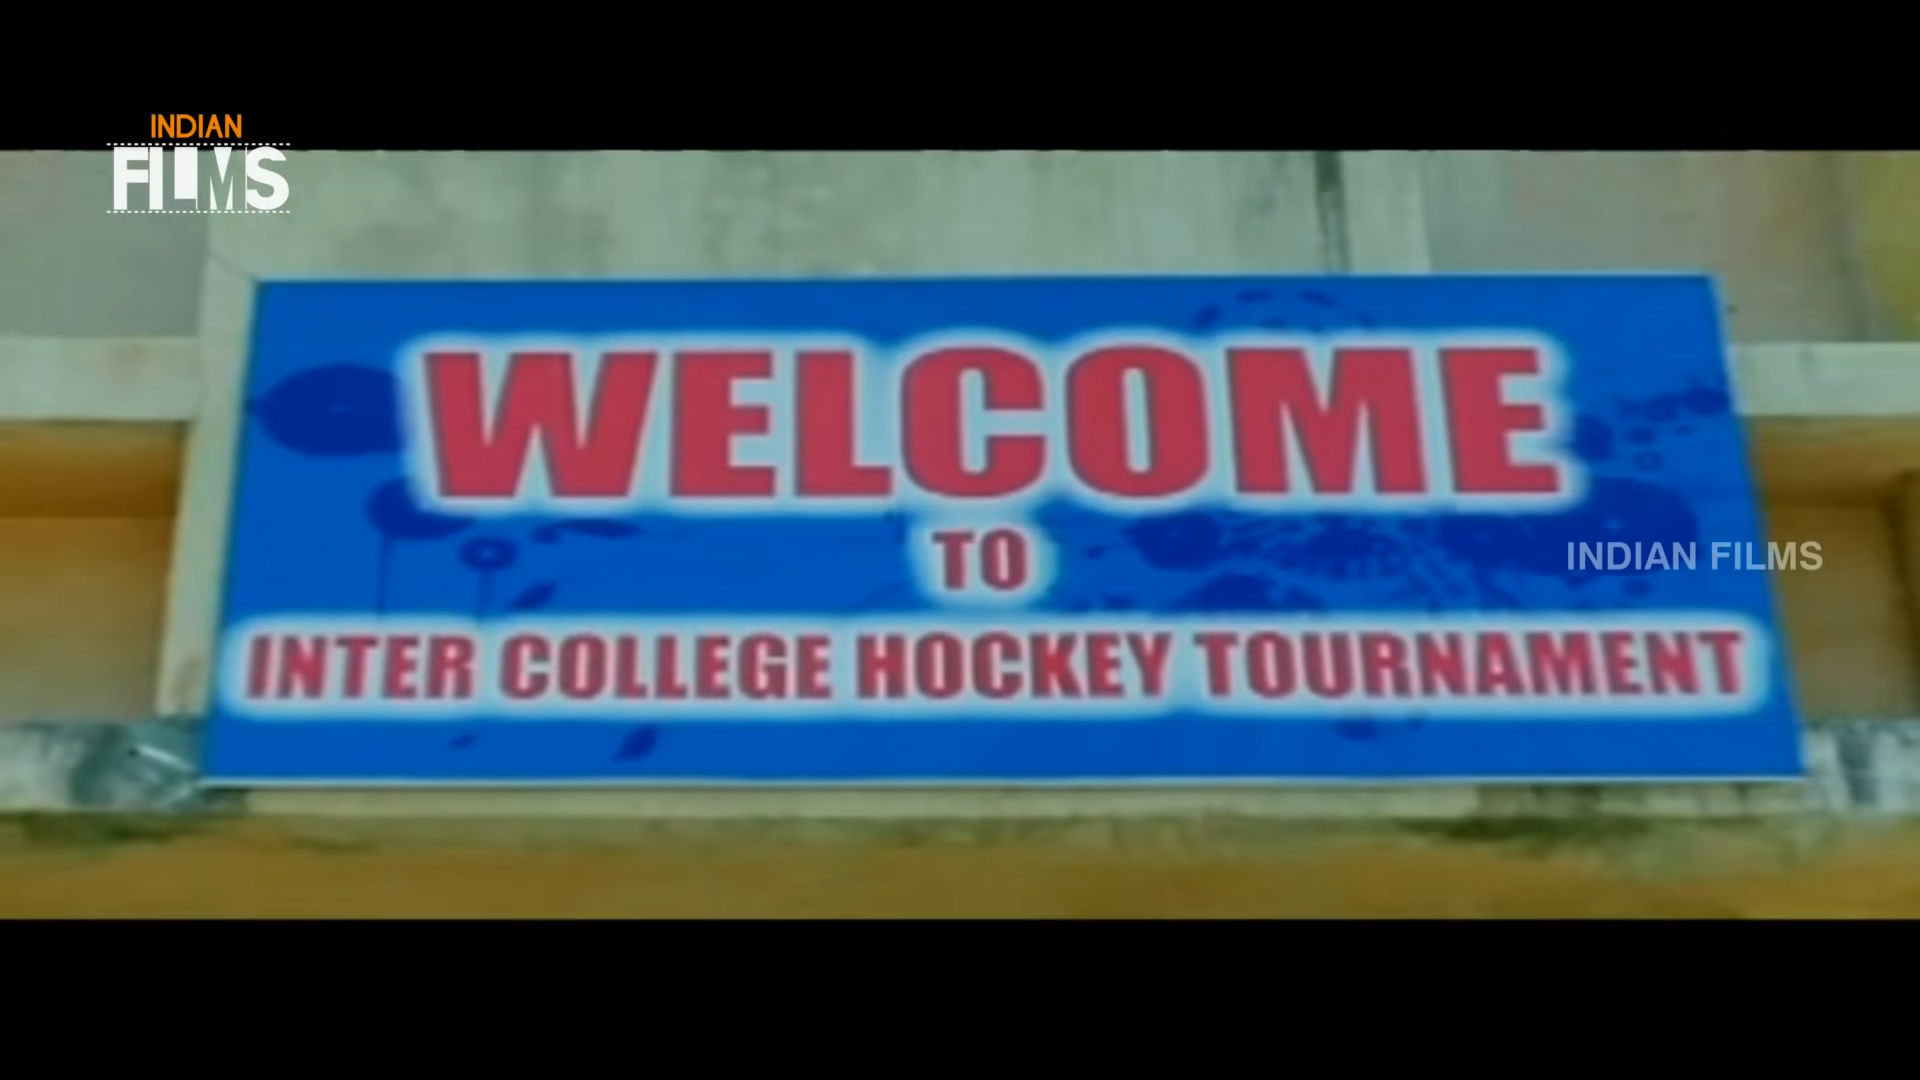 INDIAN
FILMS
WELCOME
TO
INDIAN FILMS
INTER COLLEGE HOCKEY TOURNAMENT